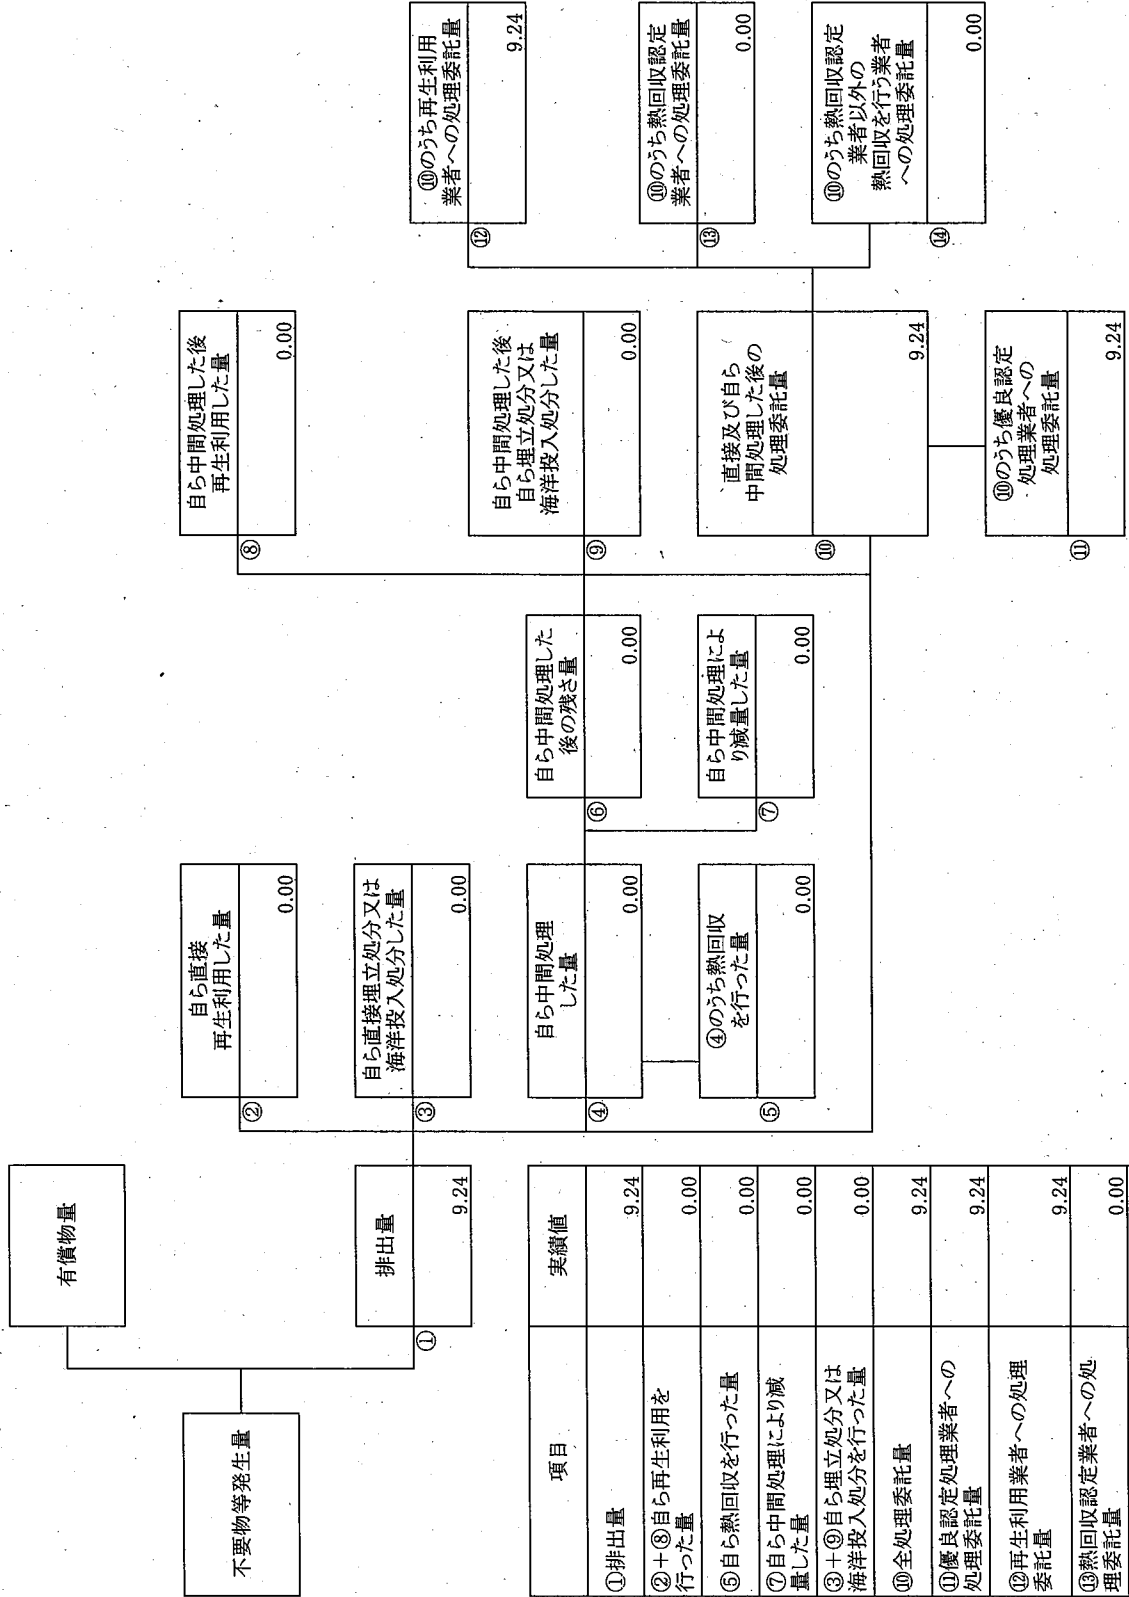 有償物量
不要物等発生量
排出量
①
9.24
自ら直接
再生利用した量
②
0.00
自ら直接埋立処分又は
海洋投入処分した量
③
0.00
自ら中間処理
した量
④
0.00
④のうち熱回収
を行った量
⑤
0.00
自ら中間処理した
後の残さ量
⑥
0.00
自ら中間処理によ
り減量した量
⑦
0.00
自ら中間処理した後
再生利用した量
⑧
0.00
自ら中間処理した後
自ら埋立処分又は
海洋投入処分した量
⑨
0.00
直接及び自ら
中間処理した後の
処理委託量
⑩
9.24
⑩のうち優良認定
処理業者への
処理委託量
⑪
9.24
⑩のうち再生利用
業者への処理委託量
⑫
9.24
⑩のうち熱回収認定
業者への処理委託量
⑬
0.00
⑩のうち熱回収認定
業者以外の
熱回収を行う業者
への処理委託量
⑭
0.00
項目 実績値
①排出量 9.24
②+⑧自ら再生利用を
行った量 0.00
⑤自ら熱回収を行った量 0.00
⑦自ら中間処理により減
量した量 0.00
③+⑨自ら埋立処分又は
海洋投入処分を行った量 0.00
⑩全処理委託量 9.24
⑪優良認定処理業者への
処理委託量 9.24
⑫再生利用業者への処理
委託量 9.24
⑬熱回収認定業者への処
理委託量 0.00